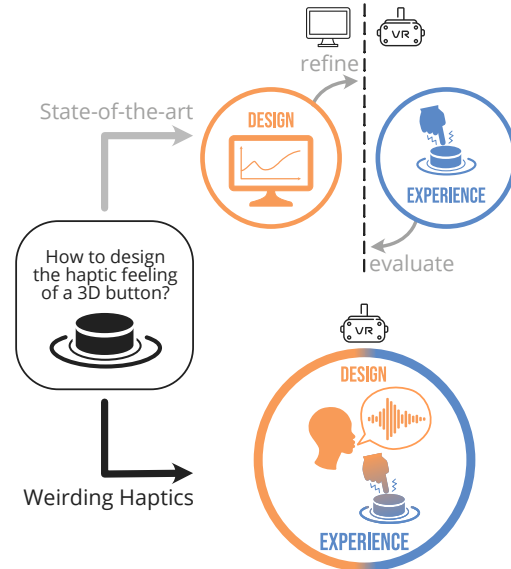 VR
refine
State-of-the-art
DESIGN
EXPERIENCE
evaluate
How to design
the haptic feeling
of a 3D button?
VR
DESIGN
Weirding Haptics
EXPERIENCE